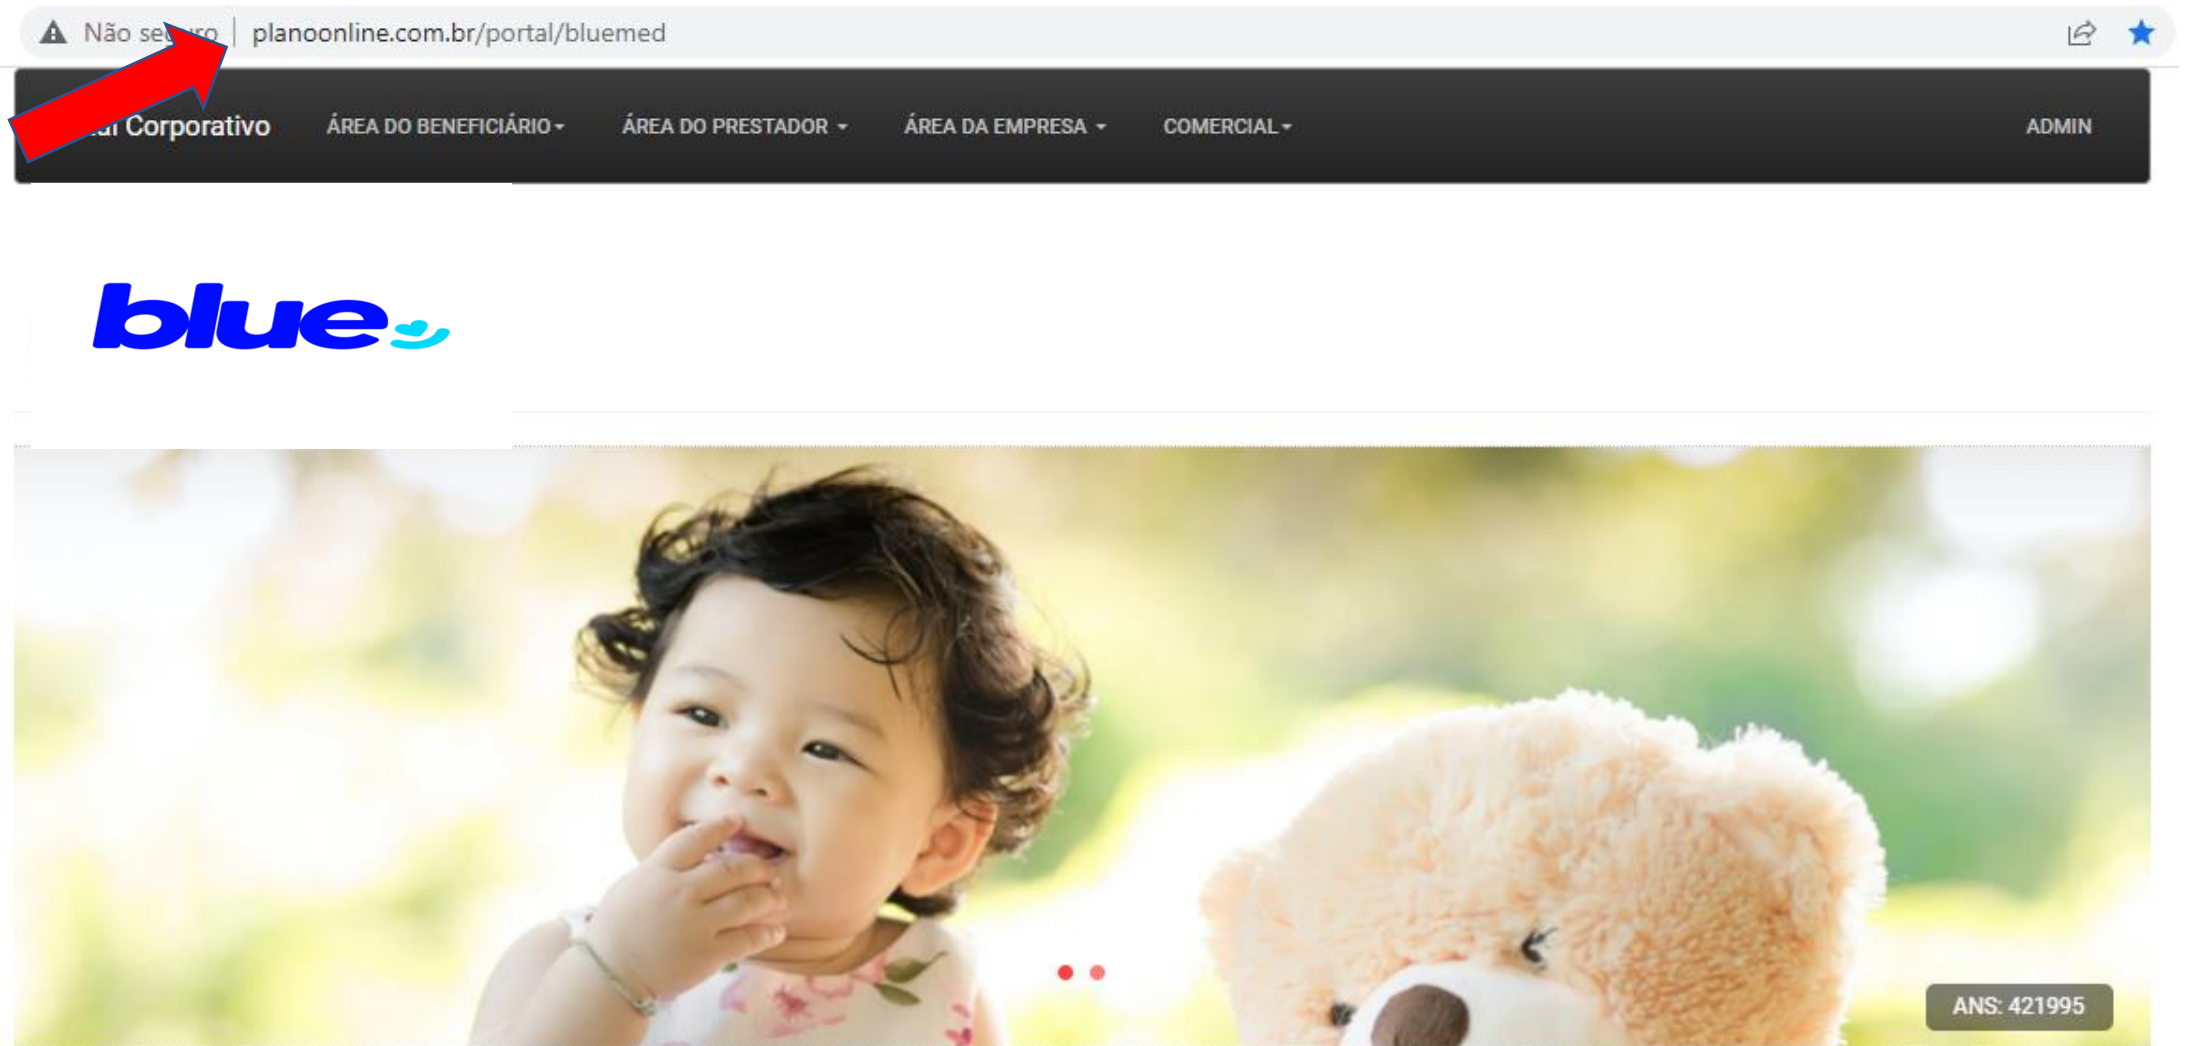 Não seguro planoonline.com.br/portal/bluemed
Corporativo ÁREA DO BENEFICIÁRIO ÁREA DO PRESTADOR ÁREA DA EMPRESA COMERCIAL ADMIN
blue
ANS: 421995